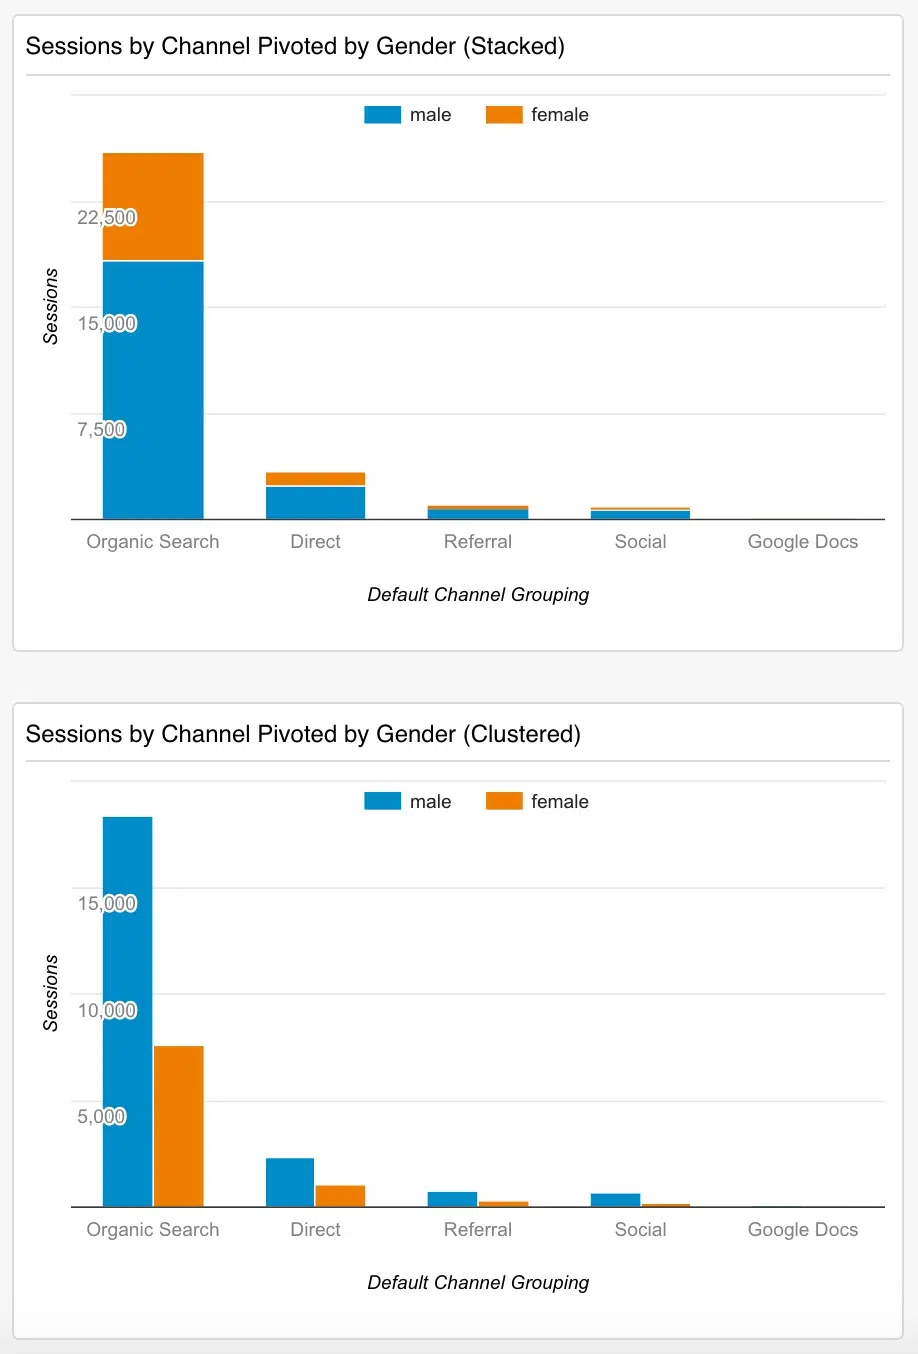 Sessions by Channel Pivoted by Gender (Stacked)
male female
22,500
15,000
7,500
Sessions
Organic Search Direct Referral Social Google Docs
Default Channel Grouping
Sessions by Channel Pivoted by Gender (Clustered)
male female
15,000
10,000
5,000
Sessions
Organic Search Direct Referral Social Google Docs
Default Channel Grouping